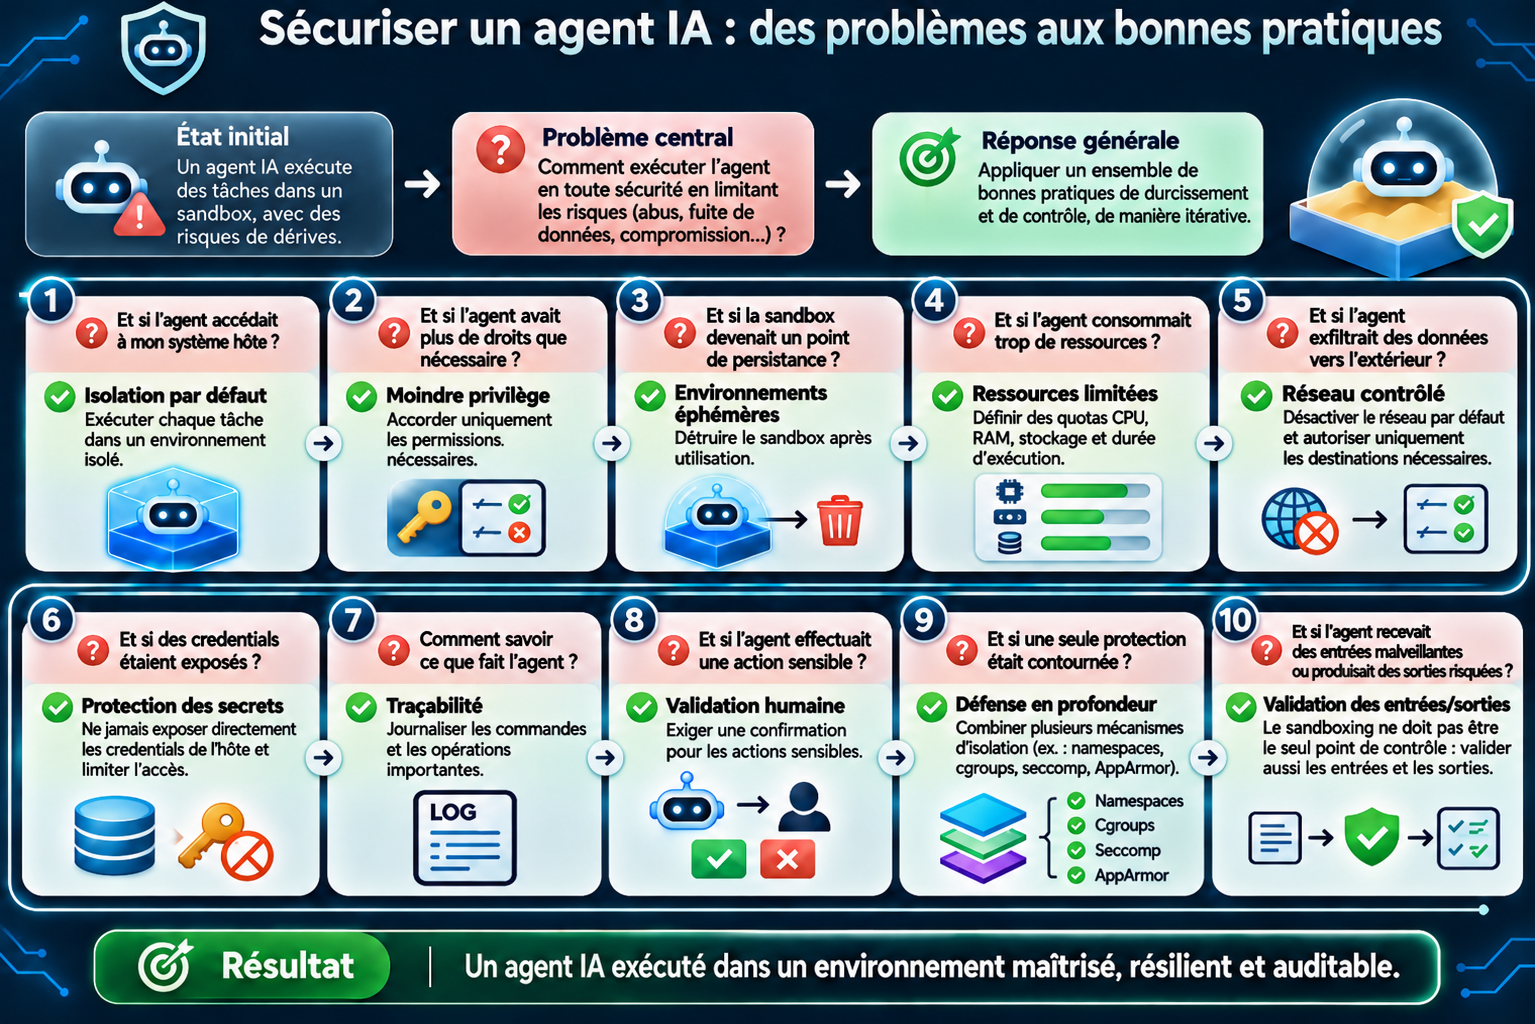 Sécuriser un agent IA : des problèmes aux bonnes pratiques
État initial
Un agent IA exécute
des tâches dans un
sandbox, avec des
risques de dérives.
Problème central
Comment exécuter l'agent
en toute sécurité en limitant
les risques (abus, fuite de
données, compromission...) ?
Réponse générale
Appliquer un ensemble de
bonnes pratiques de durcissement
et de contrôle, de manière itérative.
1
Et si l'agent accédait
à mon système hôte ?
Isolation par défaut
Exécuter chaque tâche
dans un environnement
isolé.
2
Et si l'agent avait
plus de droits que
nécessaire ?
Moindre privilège
Accorder uniquement
les permissions.
nécessaires.
3
Et si la sandbox
devenait un point
de persistance ?
Environnements
éphémères
Détruire le sandbox après
utilisation.
4
Et si l'agent consommait
trop de ressources ?
Ressources limitées
Définir des quotas CPU,
RAM, stockage et durée
d'exécution.
5
Et si l'agent
exfiltrait des données
vers l'extérieur ?
Réseau contrôlé
Désactiver le réseau par défaut
et autoriser uniquement
les destinations nécessaires.
6
Et si des credentials
étaient exposés ?
Protection des secrets
Ne jamais exposer directement
les credentials de l'hôte et
limiter l'accès.
7
Comment savoir
ce que fait l'agent ?
Traçabilité
Journaliser les commandes
et les opérations
importantes.
LOG
8
Et si l'agent effectuait
une action sensible ?
Validation humaine
Exiger une confirmation
pour les actions sensibles.
9
Et si une seule protection
était contournée ?
Défense en profondeur
Combiner plusieurs mécanismes
d'isolation (ex. : namespaces,
cgroups, seccomp, AppArmor).
Namespaces
Cgroups
Seccomp
AppArmor
10
Et si l'agent recevait
des entrées malveillantes
ou produisait des sorties risquées ?
Validation des entrées/sorties
Le sandboxing ne doit pas être
le seul point de contrôle : valider
aussi les entrées et les sorties.
Résultat
Un agent IA exécuté dans un environnement maîtrisé, résilient et auditable.